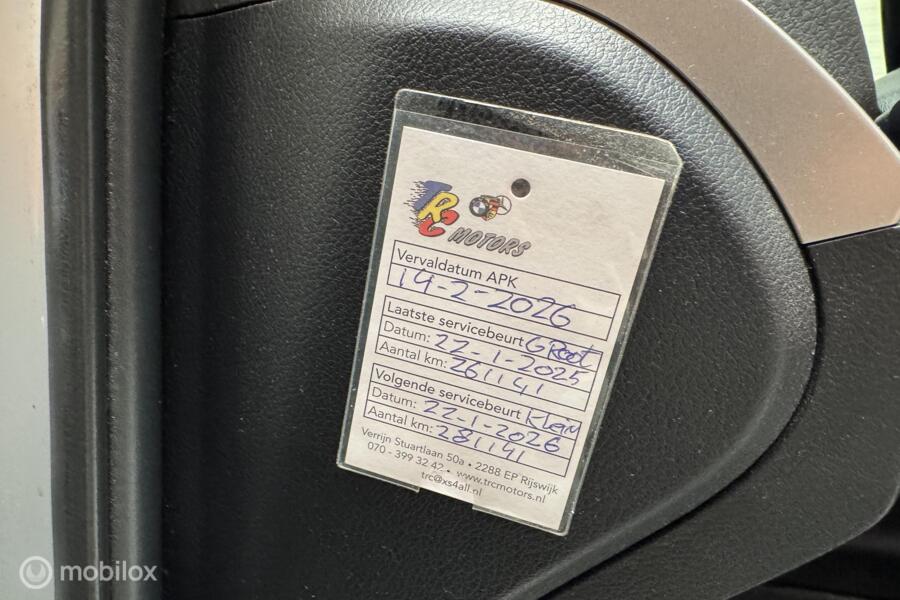 TRC
MOTORS
Vervaldatum APK
14-2-2026
Laatste servicebeurt GRoot
Datum: 22-1-2025
Aantal km: 261141
Volgende servicebeurt Klein
Datum: 22-1-2026
Aantal km: 281141
Verrijn Stuartlaan 50a • 2288 EP Rijswijk
070 - 399 32 42 • www.trcmotors.nl
trc@xs4all.nl
mobilox